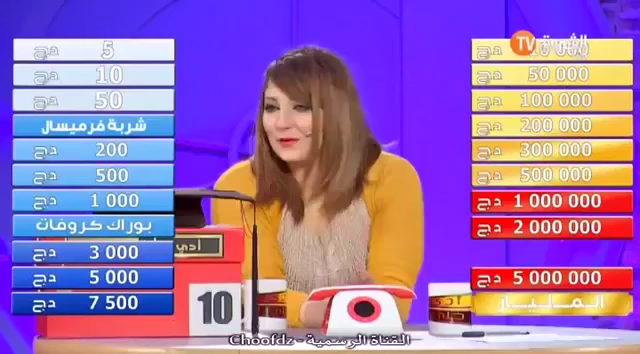 5 دج
10 دج
50 دج
شربة فرميسال
200 دج
500 دج
1 000 دج
بوراك كروفات
3 000 دج
5 000 دج
7 500 دج
الشروق TV
000 دج
50 000 دج
100 000 دج
200 000 دج
300 000 دج
500 000 دج
1 000 000 دج
2 000 000 دج
5 000 000 دج
المليار
10
القناة الرسمية - Choofdz